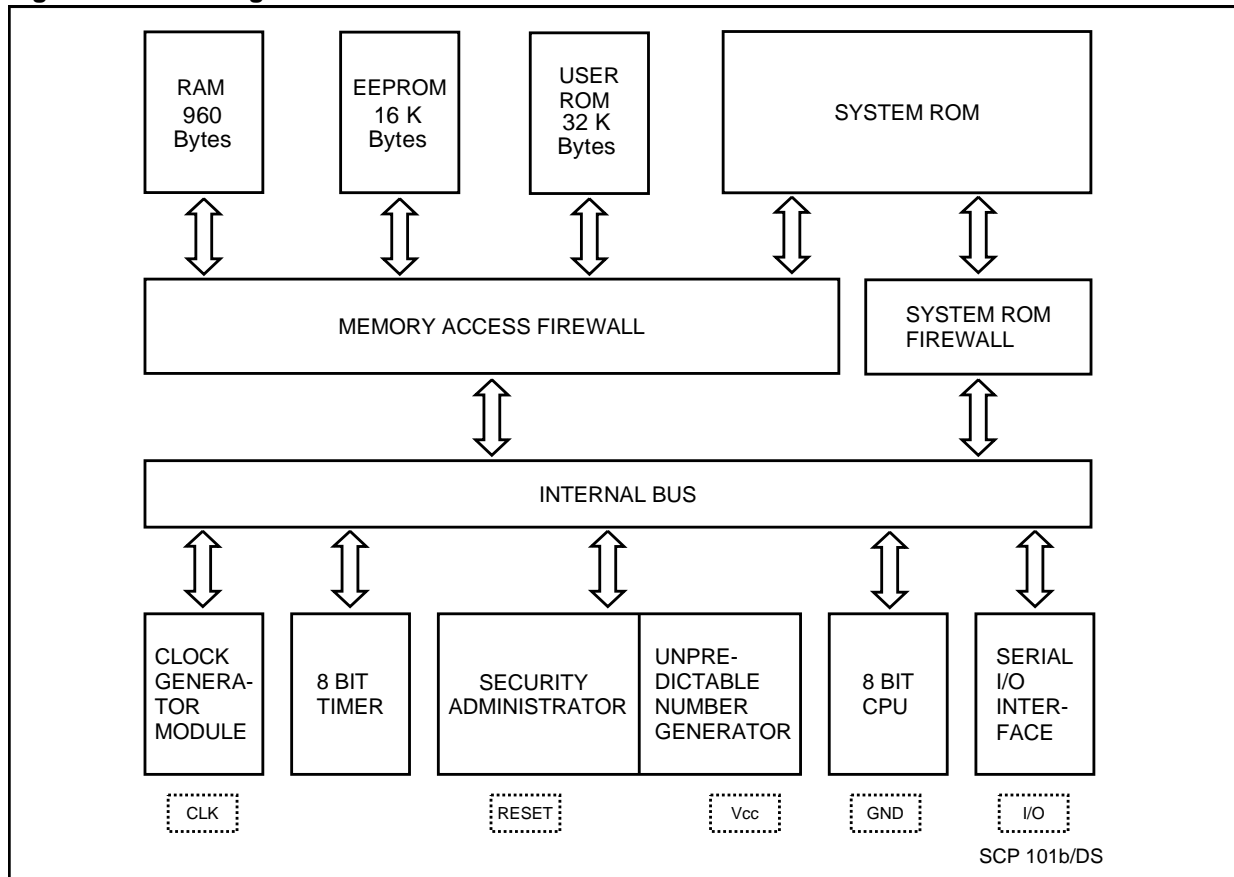 RAM
960
Bytes
EEPROM
16 K
Bytes
USER
ROM
32 K
Bytes
SYSTEM ROM
MEMORY ACCESS FIREWALL
SYSTEM ROM
FIREWALL
INTERNAL BUS
CLOCK
GENERA-
TOR
MODULE
8 BIT
TIMER
SECURITY
ADMINISTRATOR
UNPRE-
DICTABLE
NUMBER
GENERATOR
8 BIT
CPU
SERIAL
I/O
INTER-
FACE
CLK
RESET
Vcc
GND
I/O
SCP 101b/DS